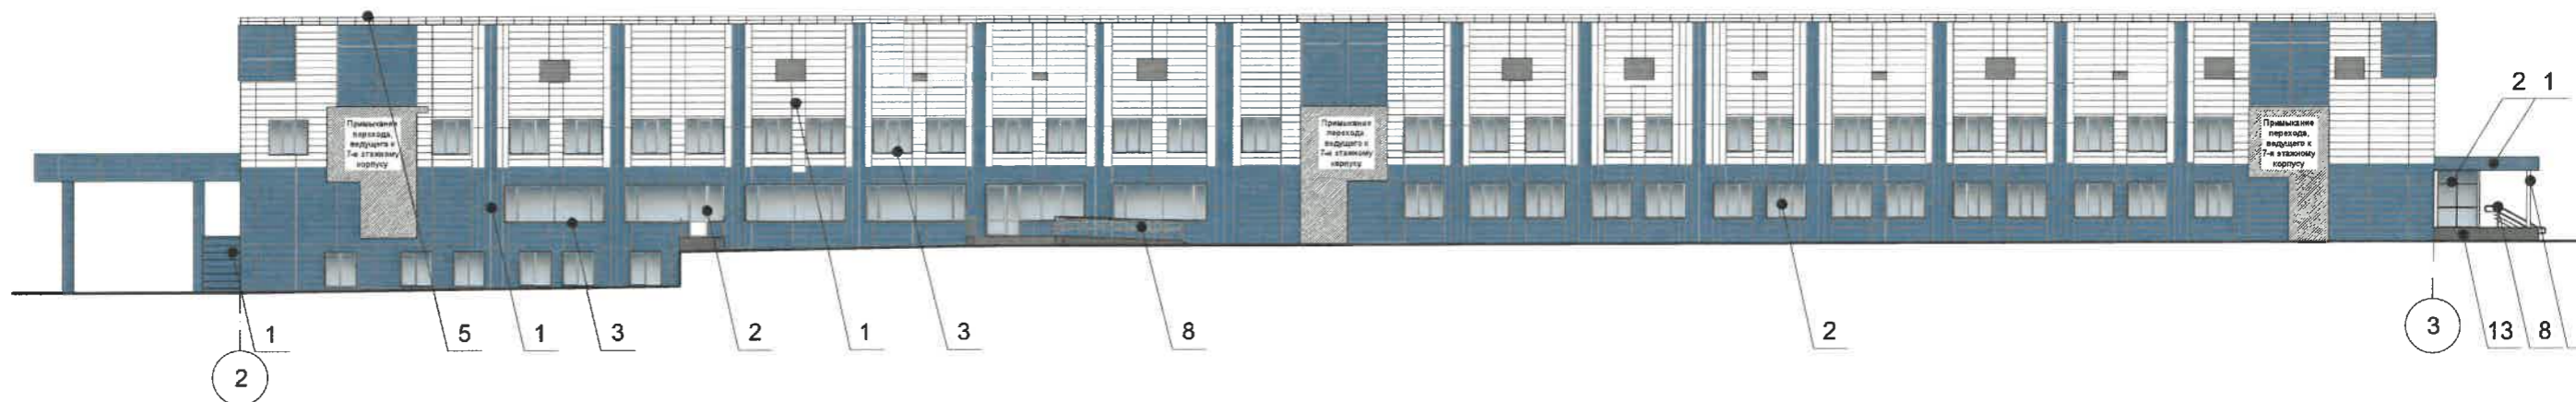 Примыкание
перехода,
ведущего к
7-и этажному
корпусу
Примыкание
перехода,
ведущего к
7-и этажному
корпусу
Примыкание
перехода,
ведущего к
7-и этажному
корпусу
2 1
1 5 1 3 2 1 3 8 2 13 8
2 3